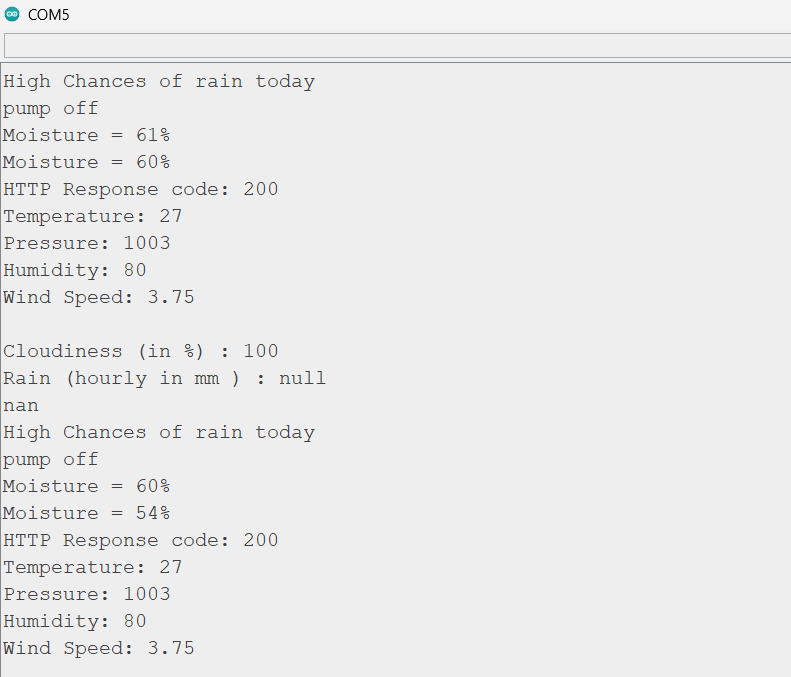 COM5
High Chances of rain today
pump off
Moisture = 61%
Moisture = 60%
HTTP Response code: 200
Temperature: 27
Pressure: 1003
Humidity: 80
Wind Speed: 3.75
Cloudiness (in %) : 100
Rain (hourly in mm ) : null
nan
High Chances of rain today
pump off
Moisture = 60%
Moisture = 54%
HTTP Response code: 200
Temperature: 27
Pressure: 1003
Humidity: 80
Wind Speed: 3.75